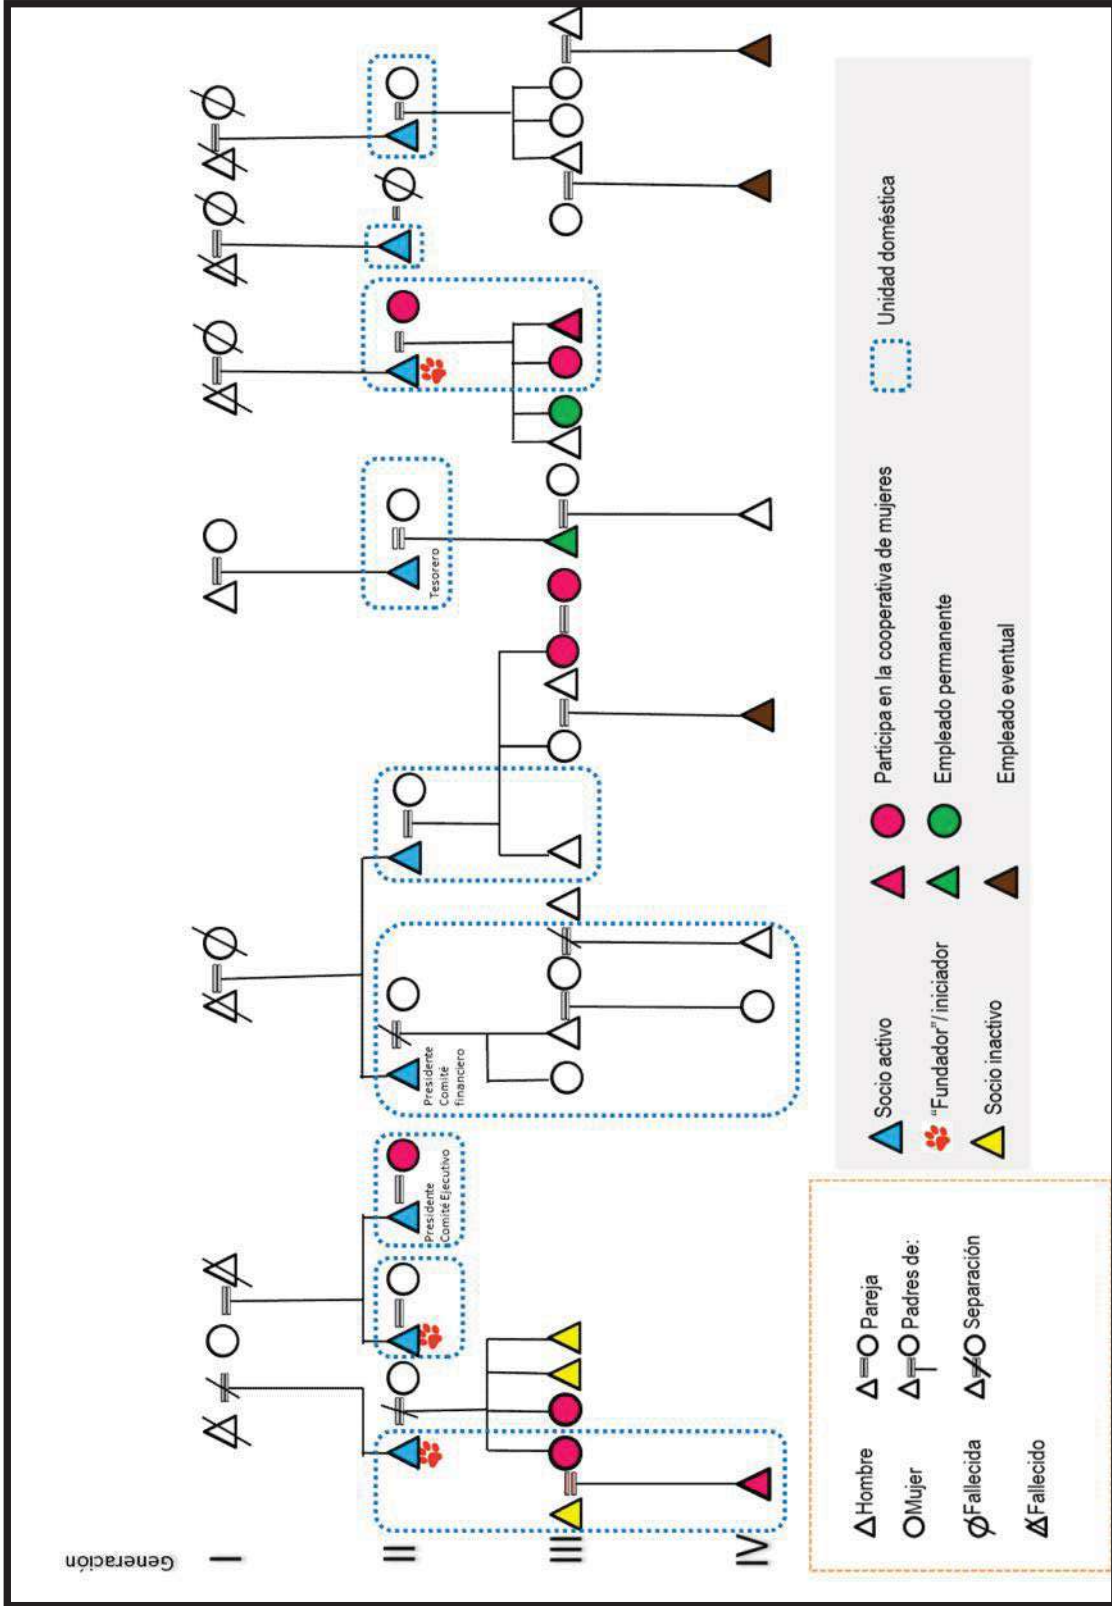 Generación
I
II
III
IV
Presidente
Comité Ejecutivo
Presidente
Comité
financiero
Tesorero
Hombre
Mujer
Fallecida
Fallecido
Pareja
Padres de:
Separación
Socio activo
"Fundador"/ iniciador
Socio inactivo
Participa en la cooperativa de mujeres
Empleado permanente
Empleado eventual
Unidad doméstica